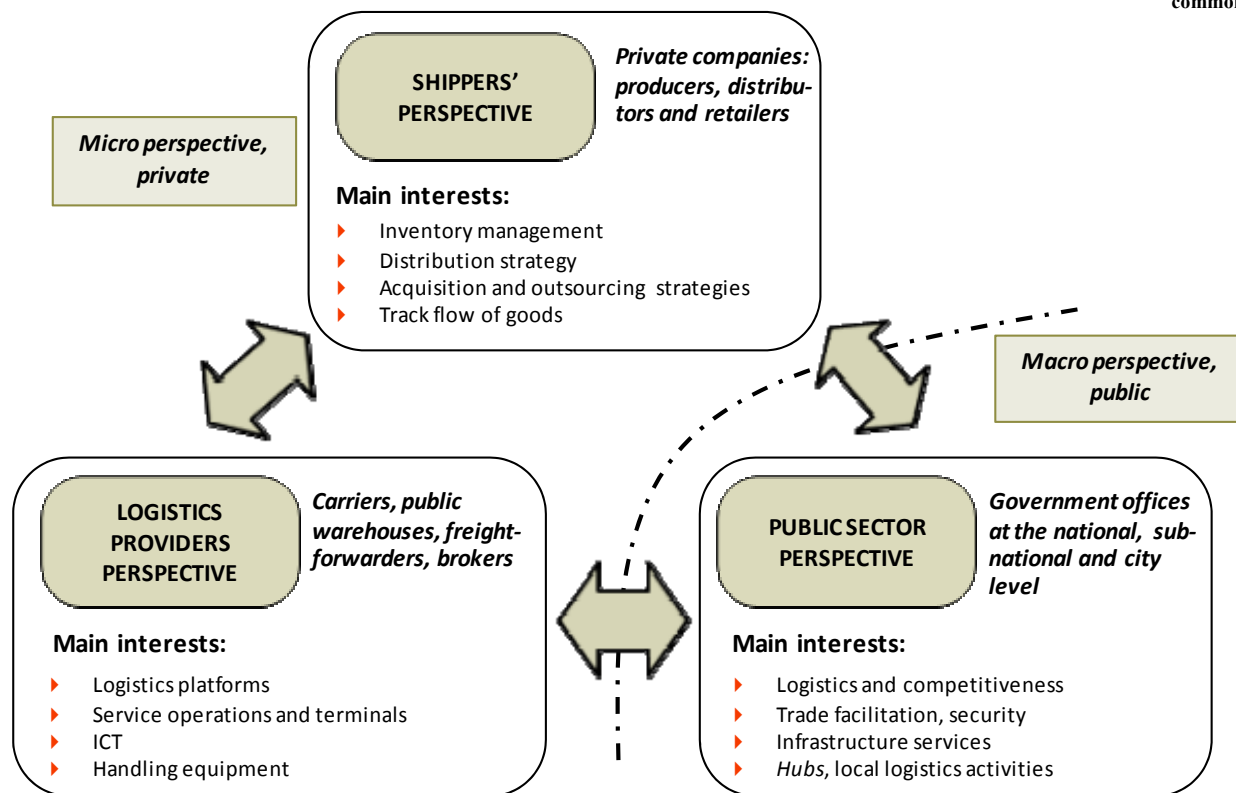 SHIPPERS'
PERSPECTIVE
Private companies:
producers, distribu-
tors and retailers
Micro perspective,
private
Main interests:
Inventory management
Distribution strategy
Acquisition and outsourcing strategies
Track flow of goods
Macro perspective,
public
LOGISTICS
PROVIDERS
PERSPECTIVE
Carriers, public
warehouses, freight-
forwarders, brokers
Main interests:
Logistics platforms
Service operations and terminals
ICT
Handling equipment
PUBLIC SECTOR
PERSPECTIVE
Government offices
at the national, sub-
national and city
level
Main interests:
Logistics and competitiveness
Trade facilitation, security
Infrastructure services
Hubs, local logistics activities